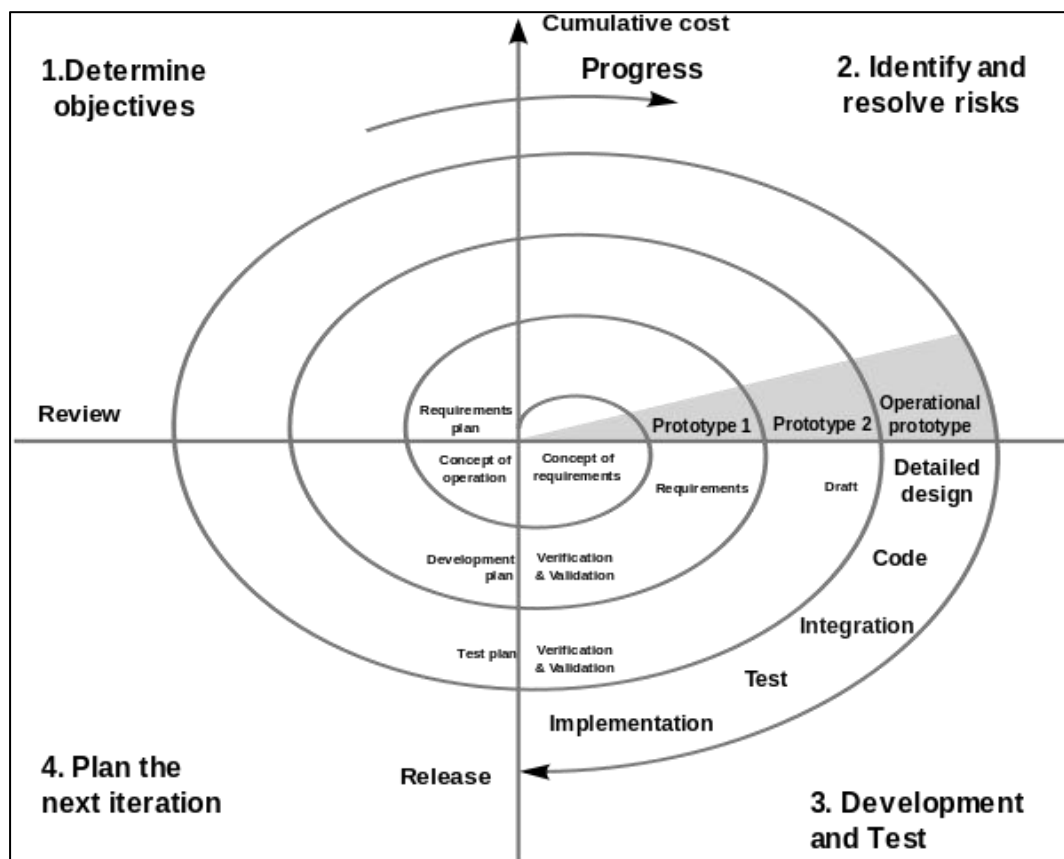 Cumulative cost
1.Determine
objectives
Progress
2. Identify and
resolve risks
Review
Requirements
plan
Prototype 1
Prototype 2
Operational
prototype
Concept of
operation
Concept of
requirements
Requirements
Draft
Detailed
design
Development
plan
Verification
& Validation
Code
Integration
Test plan
Verification
& Validation
Test
Implementation
4. Plan the
next iteration
Release
3. Development
and Test